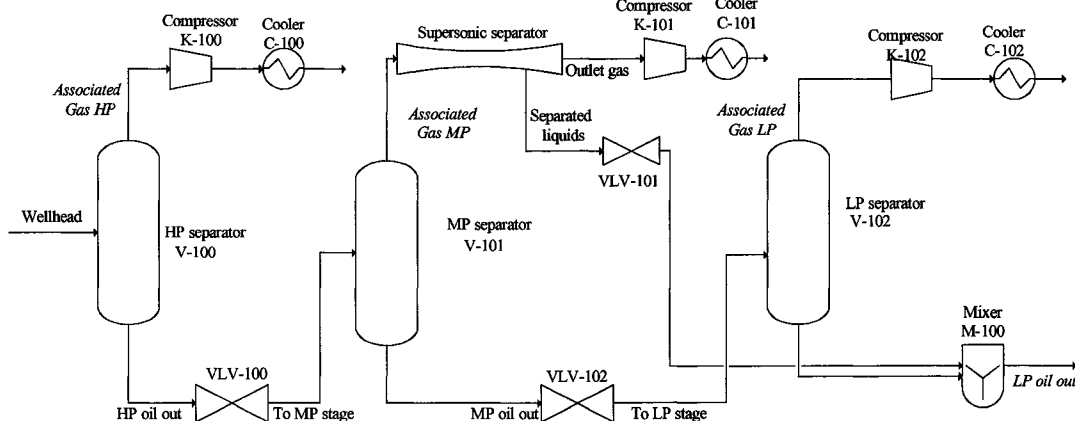 Compressor
K-100
Cooler
C-100
Associated
Gas HP
Wellhead
HP separator
V-100
HP oil out
VLV-100
To MP stage
Supersonic separator
Associated
Gas MP
Outlet gas
Separated
liquids
VLV-101
Compressor
K-101
Cooler
C-101
MP separator
V-101
MP oil out
VLV-102
To LP stage
Associated
Gas LP
Compressor
K-102
Cooler
C-102
LP separator
V-102
Mixer
M-100
LP oil out